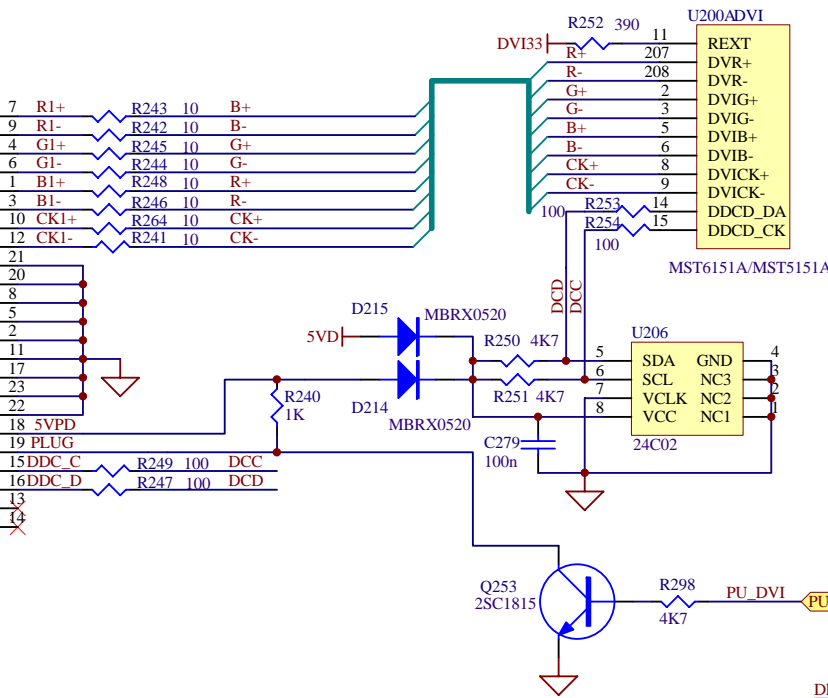 U200ADVI
R252 390
DVI33
11 REXT
R+ 207 DVR+
R- 208 DVR-
G+ 2 DVIG+
G- 3 DVIG-
B+ 5 DVIB+
B- 6 DVIB-
CK+ 8 DVICK+
CK- 9 DVICK-
100 R253 14 DDCD_DA
R254 15 DDCD_CK
100
MST6151A/MST5151A
7 R1+ R243 10 B+
9 R1- R242 10 B-
4 G1+ R245 10 G+
6 G1- R244 10 G-
1 B1+ R248 10 R+
3 B1- R246 10 R-
10 CK1+ R264 10 CK+
12 CK1- R241 10 CK-
21
20
8
5
2
11
17
23
22
18 5VPD
19 PLUG
15 DDC_C R249 100 DCC
16 DDC_D R247 100 DCD
13
14
D215
MBRX0520
5VD
D214
MBRX0520
R240
1K
DCD
DCC
R250 4K7
R251 4K7
C279
100n
U206
5 SDA GND 4
6 SCL NC3 3
7 VCLK NC2 2
8 VCC NC1 1
24C02
Q253
2SC1815
R298
4K7
PU_DVI
PU